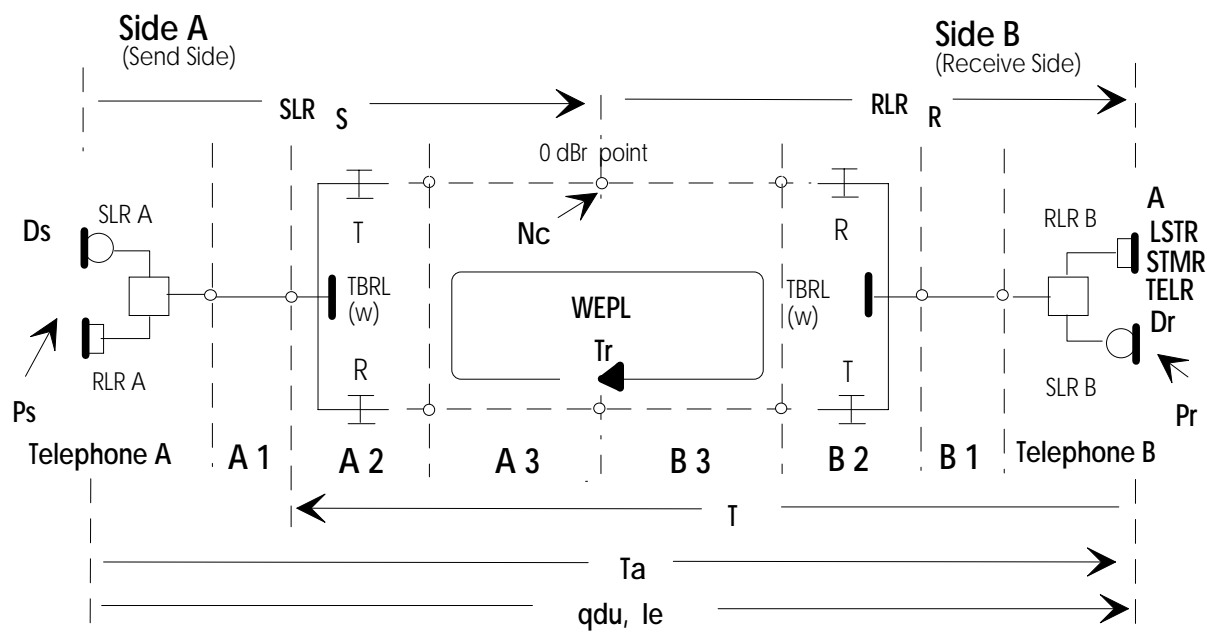 Side A
(Send Side)
Side B
(Receive Side)
SLR S
RLR R
0 dBr point
SLR A
Ds
T
Nc
R
RLR B
A
LSTR
STMR
TELR
Dr
TBRL
(w)
WEPL
TBRL
(w)
Tr
RLR A
R
T
SLR B
Ps
Pr
Telephone A
A 1
A 2
A 3
B 3
B 2
B 1
Telephone B
T
Ta
qdu, Ie